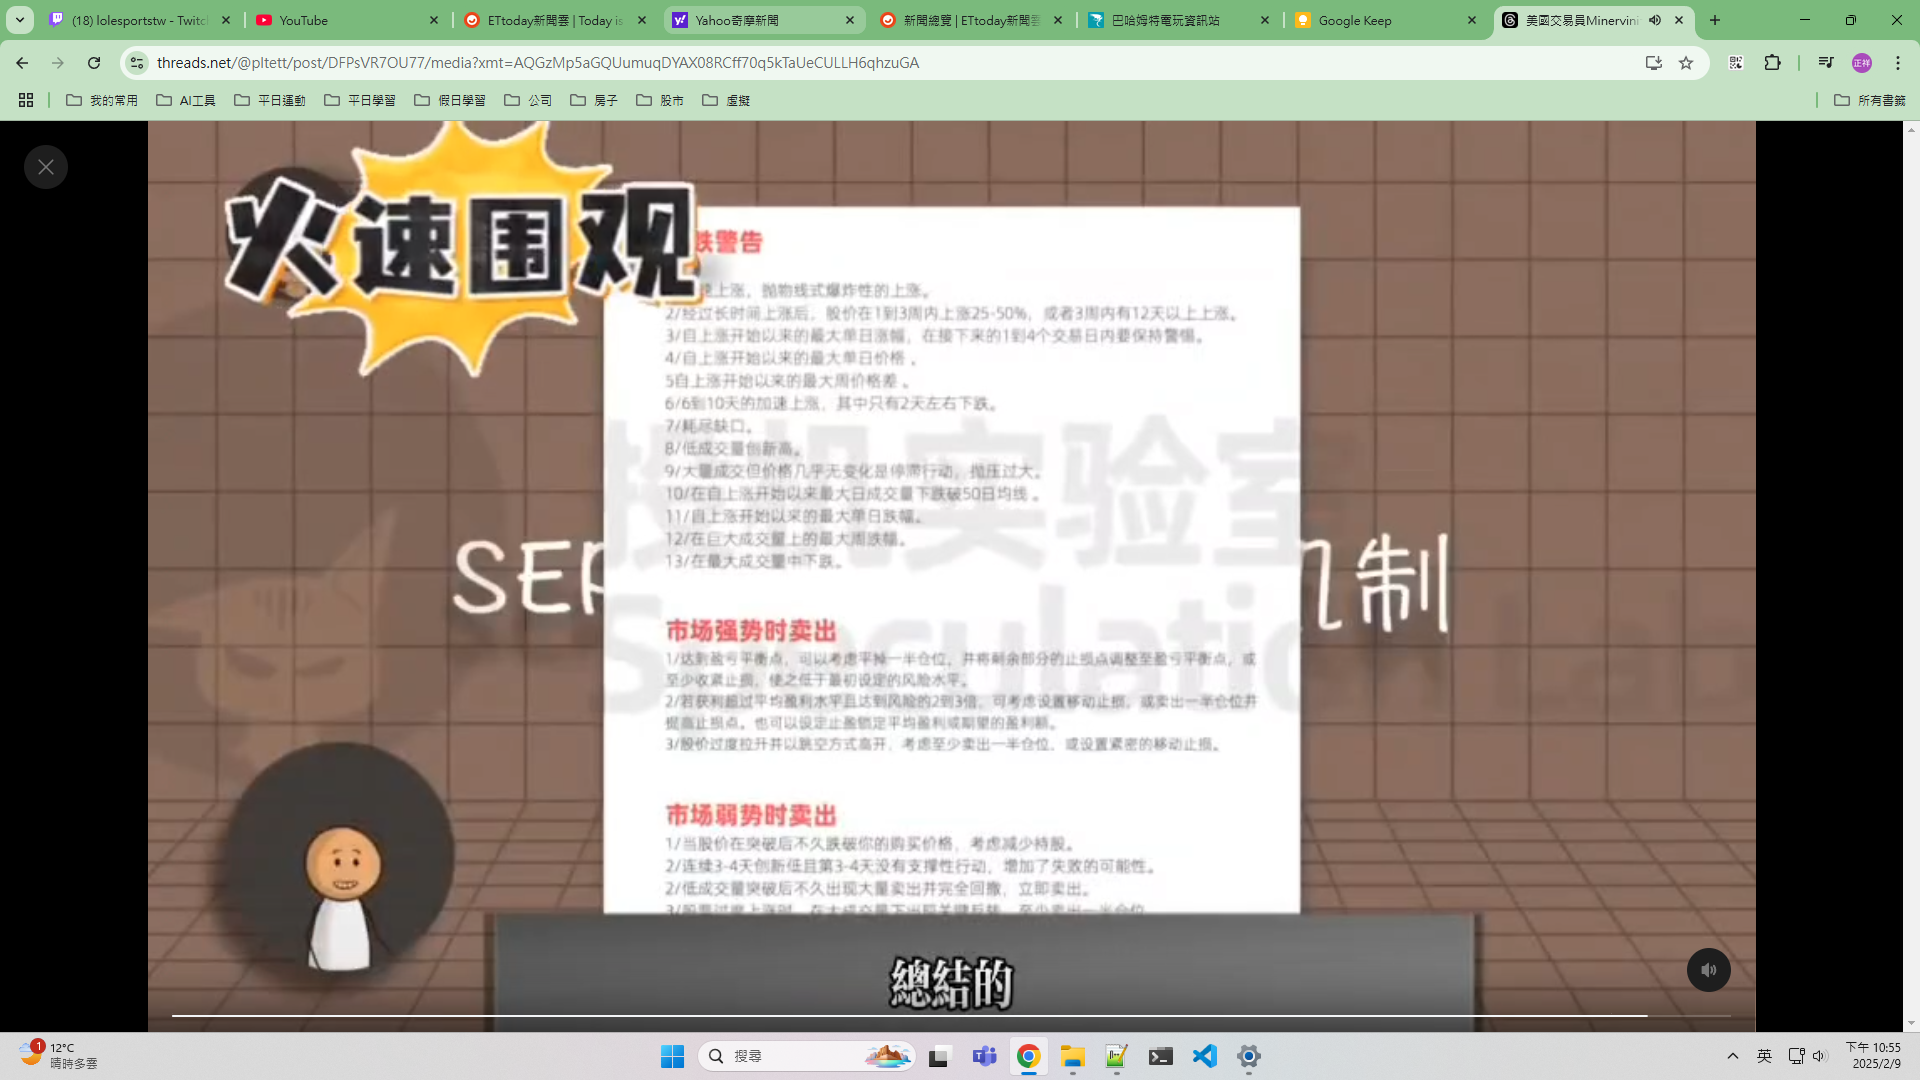 (18) lolesportstw - Twitch
YouTube
ETtoday新聞雲 | Today is
Yahoo奇摩新聞
新聞總覽 | ETtoday新聞雲
巴哈姆特電玩資訊站
Google Keep
美國交易員Minervini
threads.net/@pltett/post/DFPsVR7OU77/media?xmt=AQGzMp5aGQUumuqDYAX08RCff70q5kTaUeCULLH6qhzuGA
正祥
我的常用
AI工具
平日運動
平日學習
假日學習
公司
房子
股市
虛擬
所有書籤
火速围观
跌警告
上涨，抛物线式爆炸性的上涨。
2/经过长时间上涨后，股价在1到3周内上涨25-50%，或者3周内有12天以上上涨。
3/自上涨开始以来的最大单日涨幅，在接下来的1到4个交易日内要保持警惕。
4/自上涨开始以来的最大单日价格 。
5自上涨开始以来的最大周价格差 。
6/6到10天的加速上涨，其中只有2天左右下跌。
7/耗尽缺口。
8/低成交量创新高。
9/大量成交但价格几乎无变化是停滞行动，抛压过大。
10/在自上涨开始以来最大日成交量下跌破50日均线 。
11/自上涨开始以来的最大单日跌幅。
12/在巨大成交量上的最大周跌幅。
13/在最大成交量中下跌。
投机实验室
Speculation Lab
SEP
机制
市场强势时卖出
1/达到盈亏平衡点，可以考虑平掉一半仓位，并将剩余部分的止损点调整至盈亏平衡点，或
至少收紧止损，使之低于最初设定的风险水平。
2/若获利超过平均盈利水平且达到风险的2到3倍，可考虑设置移动止损，或卖出一半仓位并
提高止损点。也可以设定止盈锁定平均盈利或期望的盈利额。
3/股价过度拉升并以跳空方式高开，考虑至少卖出一半仓位，或设置紧密的移动止损。
市场弱势时卖出
1/当股价在突破后不久跌破你的购买价格，考虑减少持股。
2/连续3-4天创新低且第3-4天没有支撑性行动，增加了失败的可能性。
2/低成交量突破后不久出现大量卖出并完全回撤，立即卖出。
總結的
1
12°C
晴時多雲
搜尋
英
下午 10:55
2025/2/9